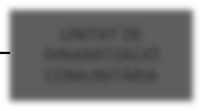 UNITAT DE
DINAMITZACIÓ
COMUNITÀRIA